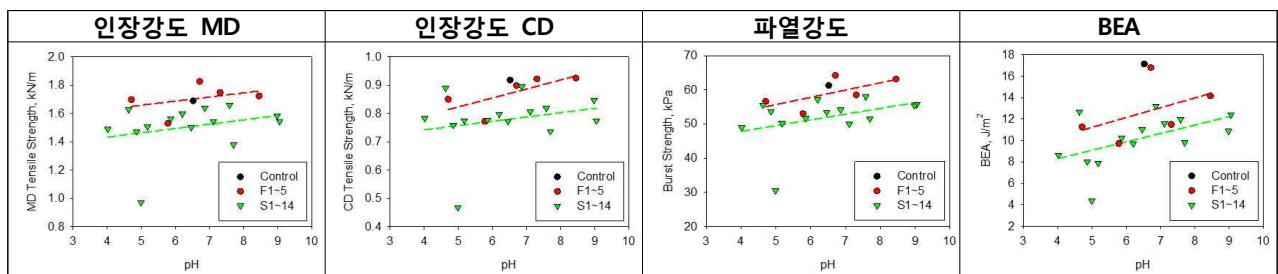 인장강도 MD
인장강도 CD
파열강도
BEA
2.0
1.8
1.6
1.4
1.2
1.0
0.8
MD Tensile Strength, kN/m
3 4 5 6 7 8 9 10
pH
Control
F1~5
S1~14
1.0
0.9
0.8
0.7
0.6
0.5
0.4
CD Tensile Strength, kN/m
3 4 5 6 7 8 9 10
pH
Control
F1~5
S1~14
70
60
50
40
30
20
Burst Strength, kPa
3 4 5 6 7 8 9 10
pH
Control
F1~5
S1~14
18
16
14
12
10
8
6
4
2
BEA, J/m²
3 4 5 6 7 8 9 10
pH
Control
F1~5
S1~14